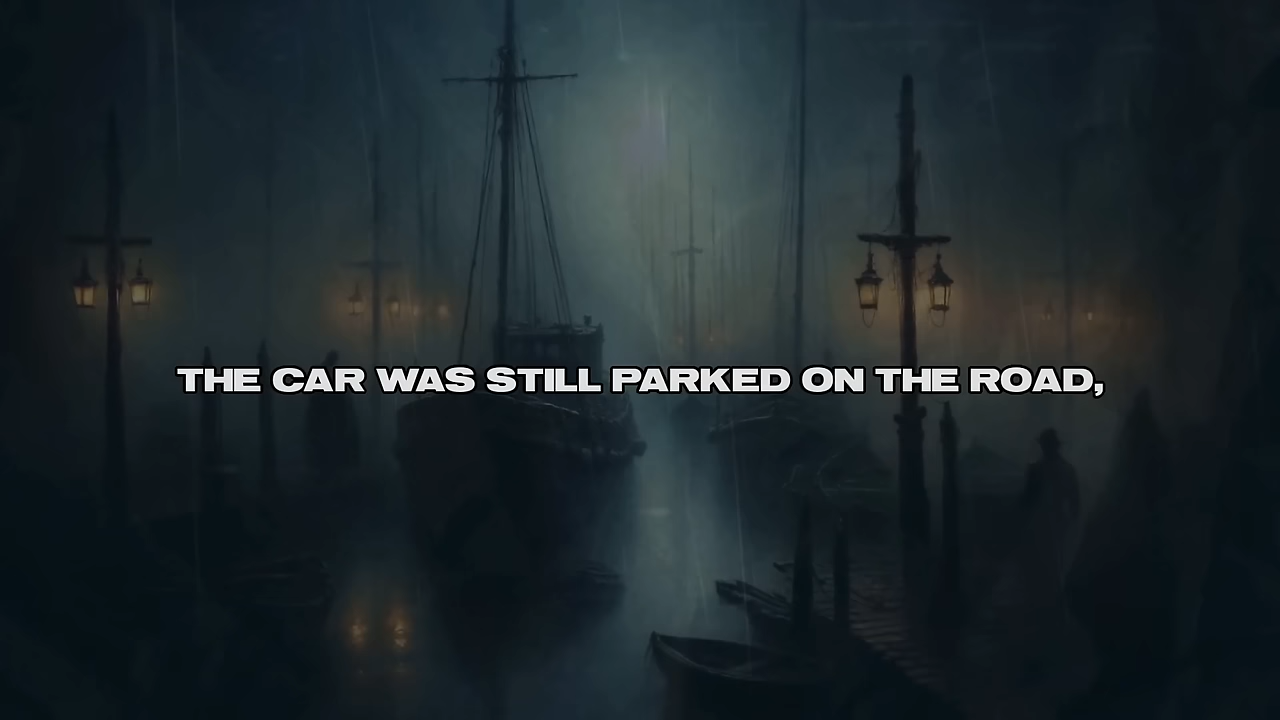 THE CAR WAS STILL PARKED ON THE ROAD,